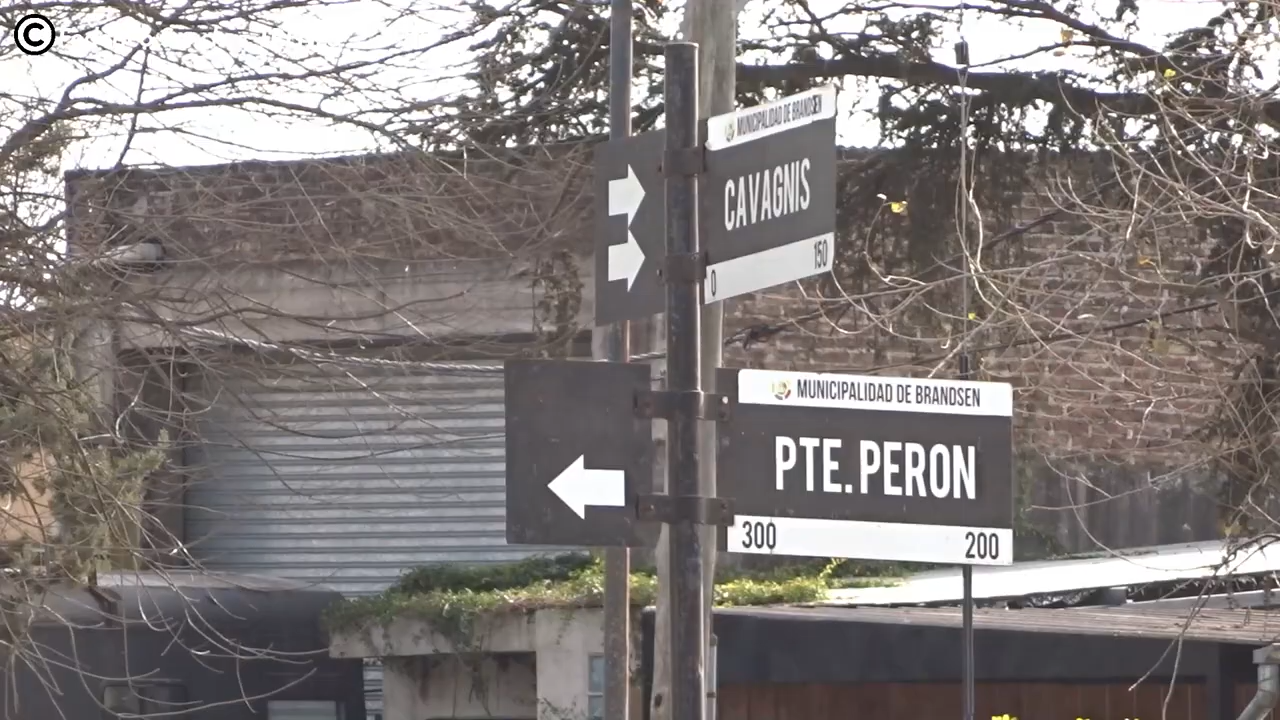 ©
MUNICIPALIDAD DE BRANDSEN
CAVAGNIS
0 150
MUNICIPALIDAD DE BRANDSEN
PTE.PERON
300 200